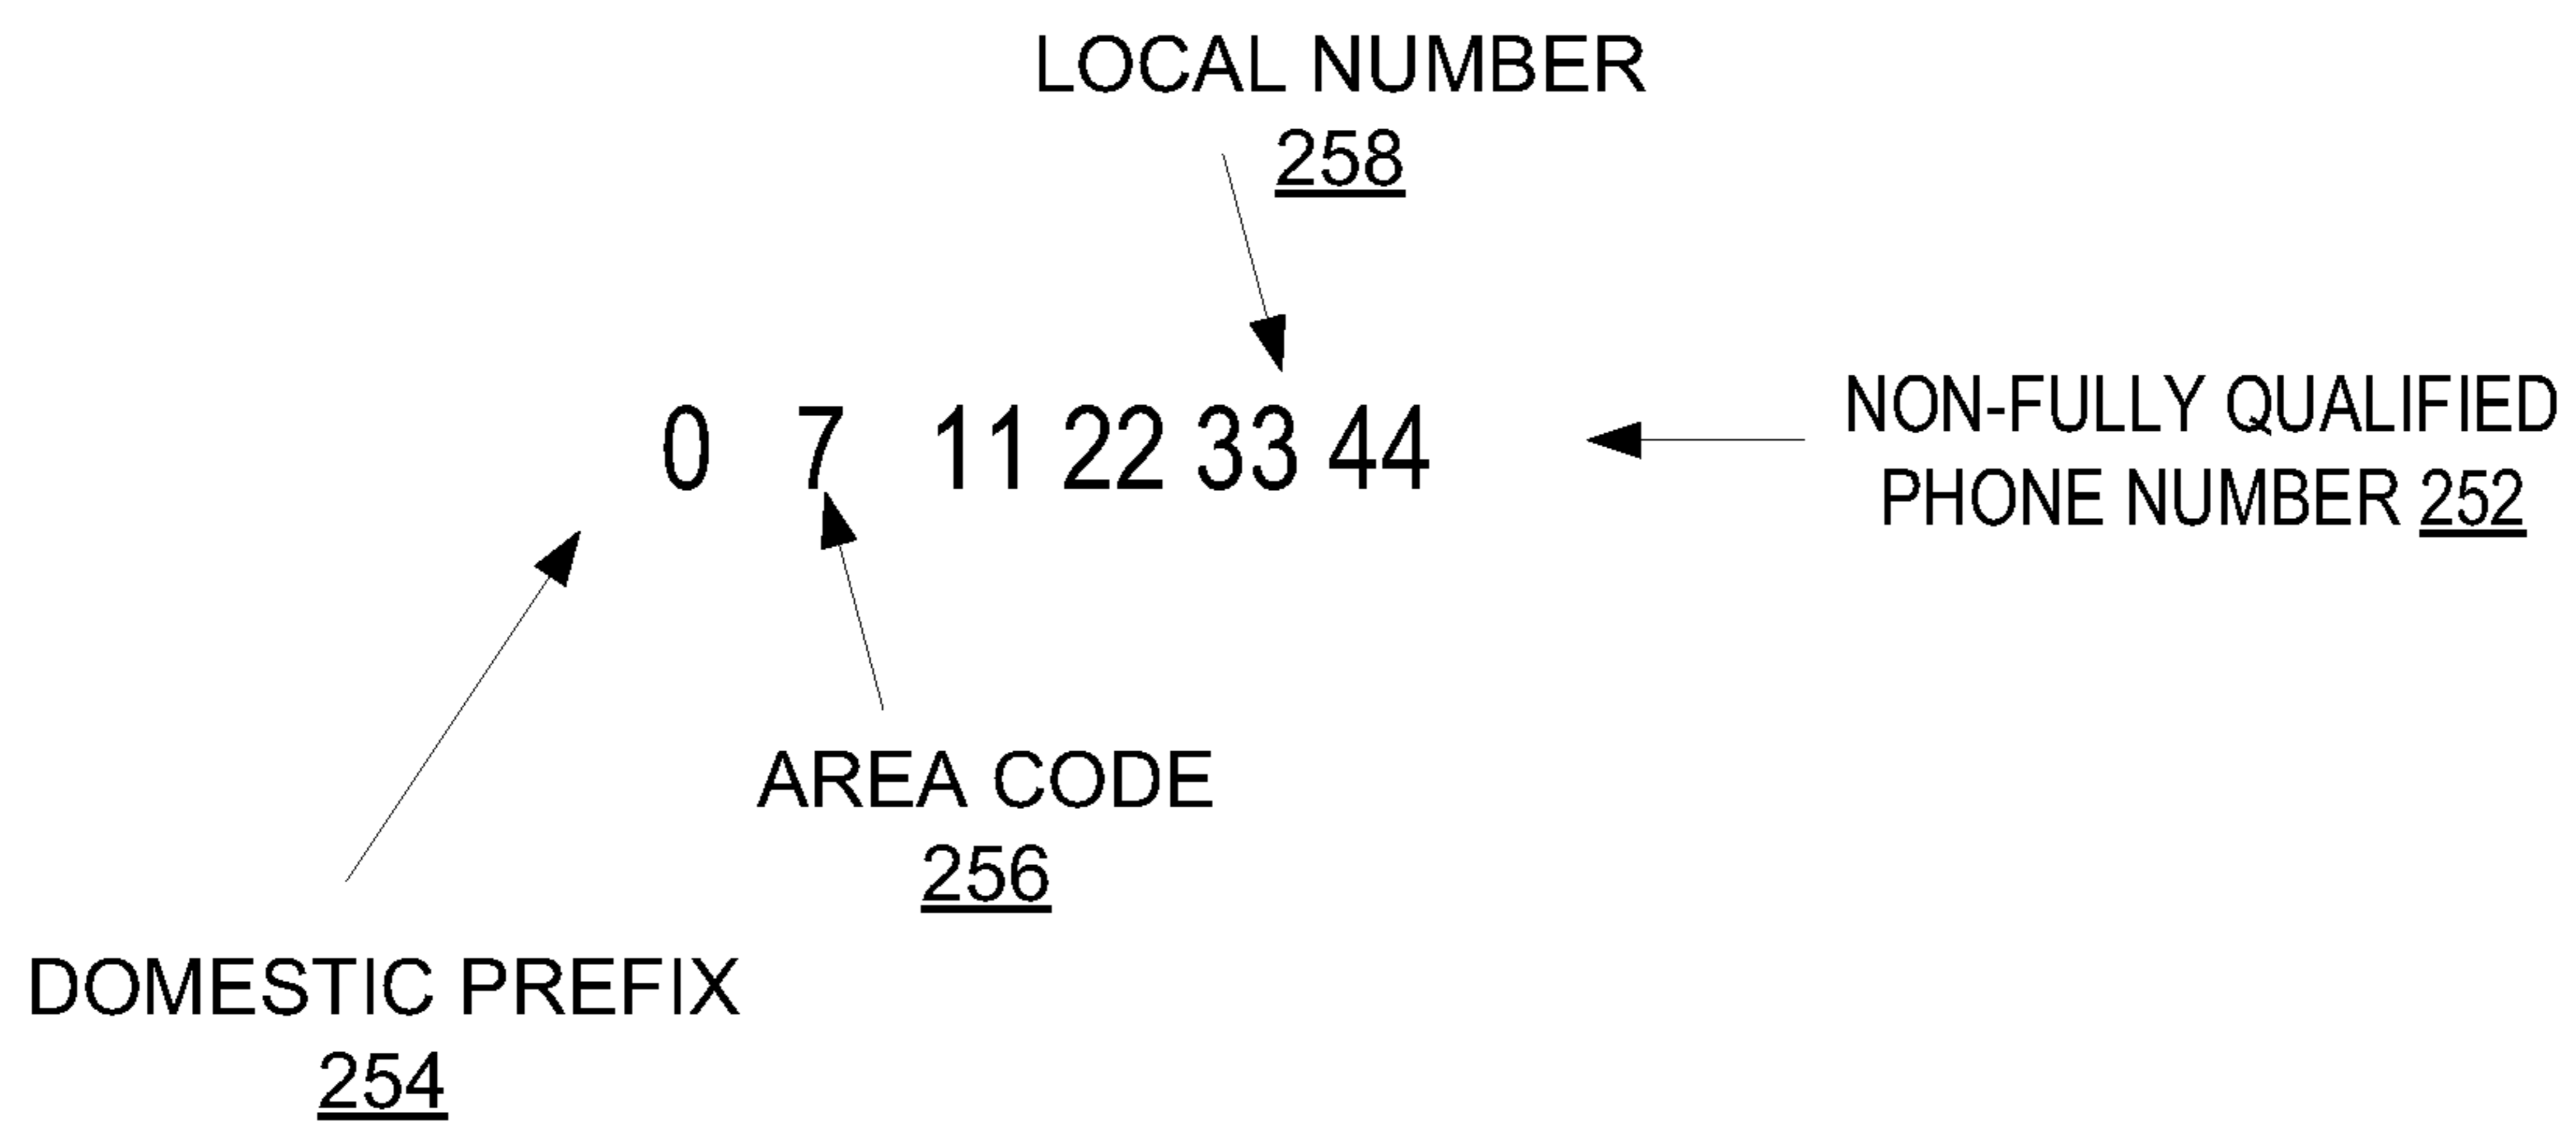 LOCAL NUMBER
258
0 7 11 22 33 44
NON-FULLY QUALIFIED
PHONE NUMBER 252
AREA CODE
256
DOMESTIC PREFIX
254